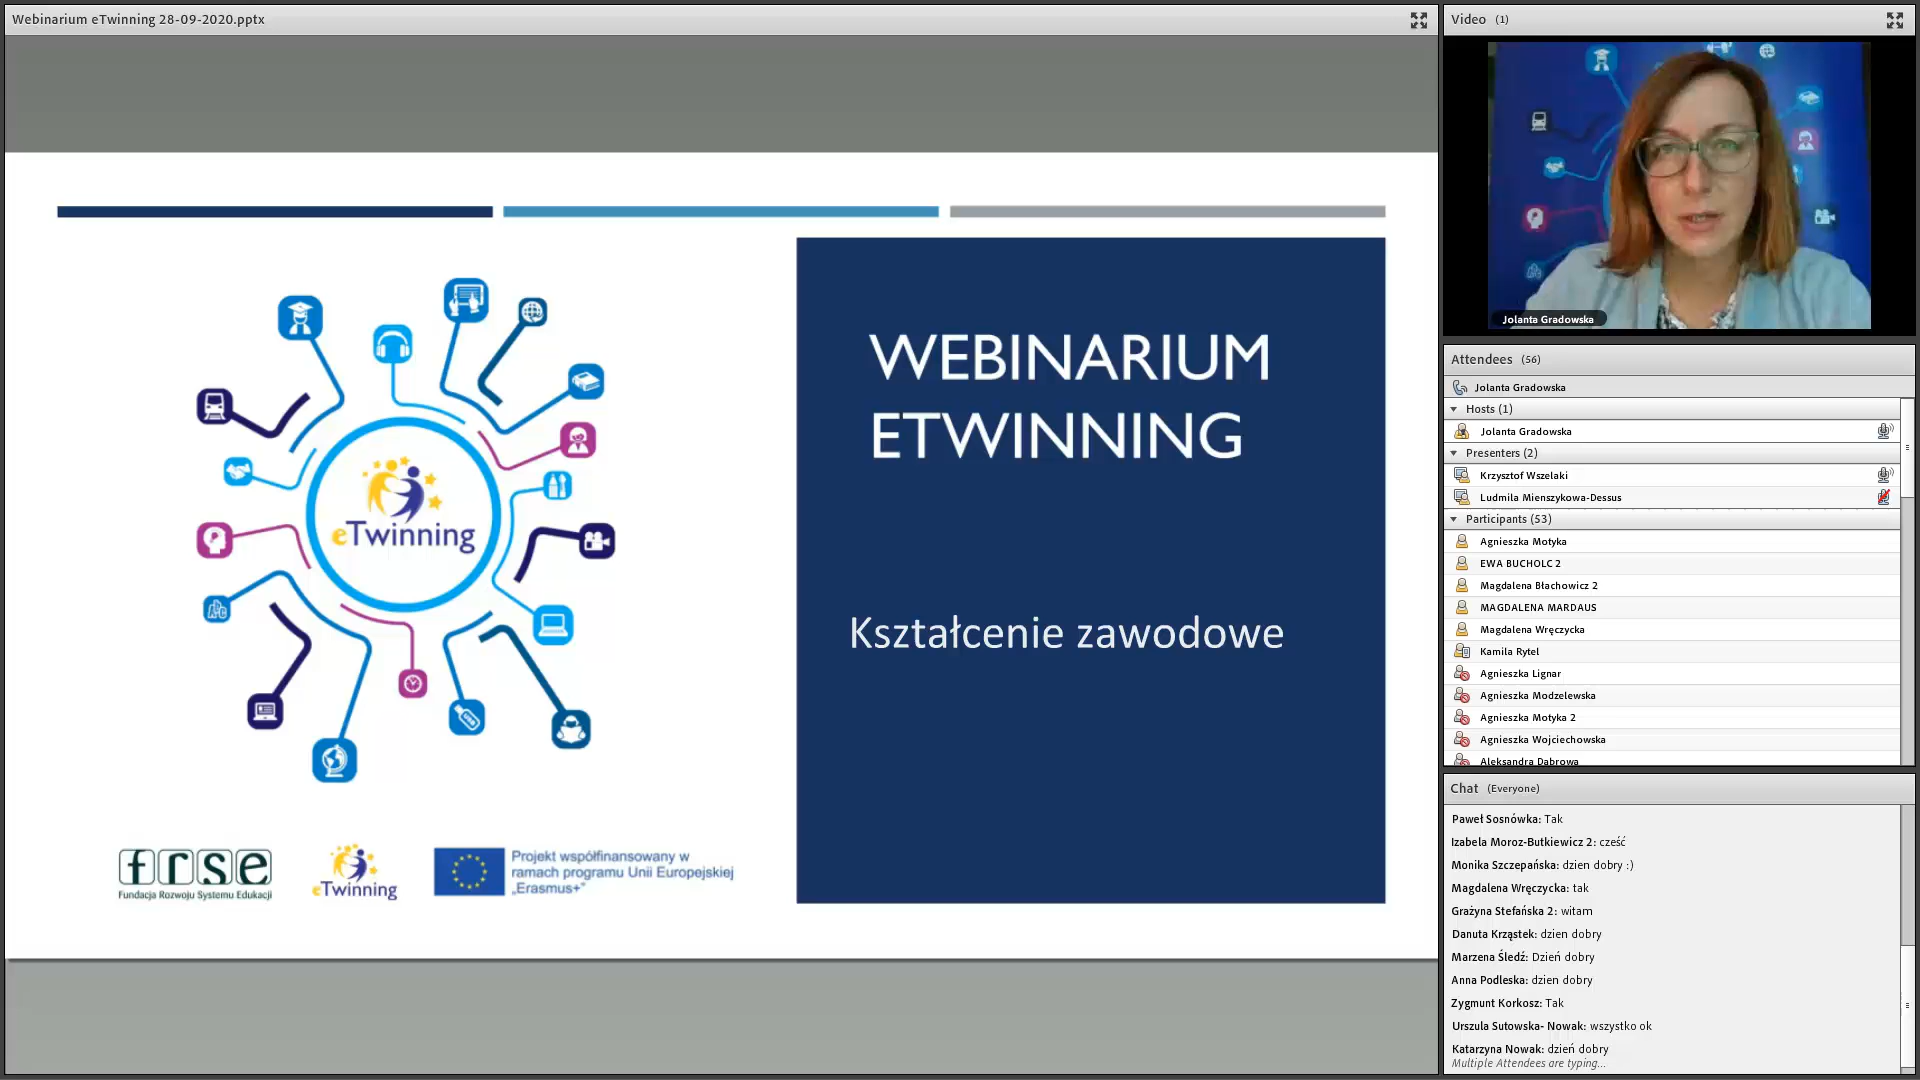 Webinarium eTwinning 28-09-2020.pptx
WEBINARIUM
ETWINNING
Kształcenie zawodowe
eTwinning
frse
Fundacja Rozwoju Systemu Edukacji
eTwinning
Projekt współfinansowany w
ramach programu Unii Europejskiej
„Erasmus+”
Video (1)
Jolanta Gradowska
Attendees (56)
Jolanta Gradowska
Hosts (1)
Jolanta Gradowska
Presenters (2)
Krzysztof Wszelaki
Ludmila Mienszykowa-Dessus
Participants (53)
Agnieszka Motyka
EWA BUCHOLC 2
Magdalena Błachowicz 2
MAGDALENA MARDAUS
Magdalena Wręczycka
Kamila Rytel
Agnieszka Lignar
Agnieszka Modzelewska
Agnieszka Motyka 2
Agnieszka Wojciechowska
Aleksandra Dąbrowa
Chat (Everyone)
Paweł Sosnówka: Tak
Izabela Moroz-Butkiewicz 2: cześć
Monika Szczepańska: dzien dobry :)
Magdalena Wręczycka: tak
Grażyna Stefańska 2: witam
Danuta Krząstek: dzien dobry
Marzena Śledź: Dzień dobry
Anna Podleska: dzien dobry
Zygmunt Korkosz: Tak
Urszula Sutowska- Nowak: wszystko ok
Katarzyna Nowak: dzień dobry
Multiple Attendees are typing...